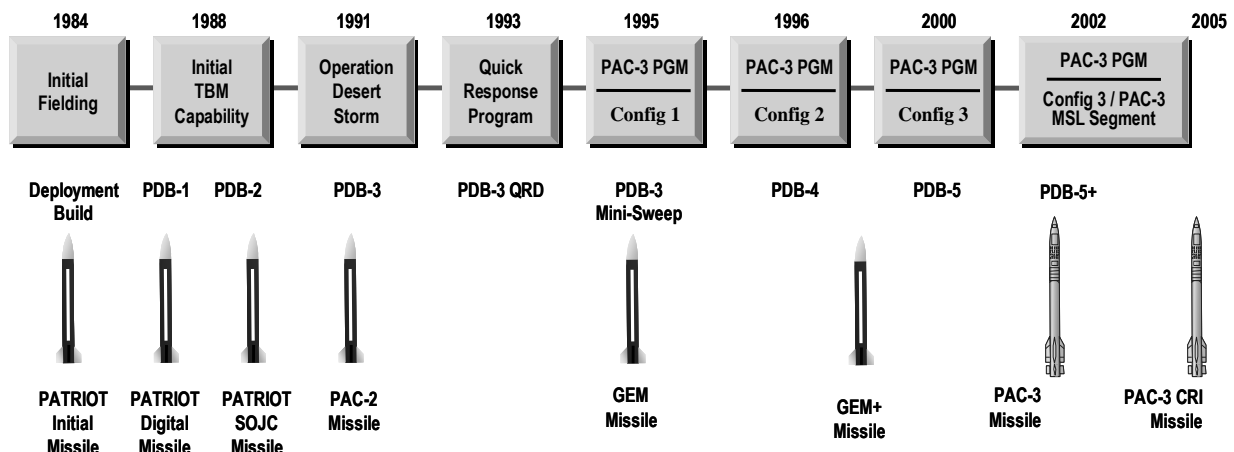 1984 1988 1991 1993 1995 1996 2000 2002 2005
Initial
Fielding
Initial
TBM
Capability
Operation
Desert
Storm
Quick
Response
Program
PAC-3 PGM
Config 1
PAC-3 PGM
Config 2
PAC-3 PGM
Config 3
PAC-3 PGM
Config 3 / PAC-3
MSL Segment
Deployment
Build
PDB-1
PDB-2
PDB-3
PDB-3 QRD
PDB-3
Mini-Sweep
PDB-4
PDB-5
PDB-5+
PATRIOT
Initial
Missile
PATRIOT
Digital
Missile
PATRIOT
SOJC
Missile
PAC-2
Missile
GEM
Missile
GEM+
Missile
PAC-3
Missile
PAC-3 CRI
Missile